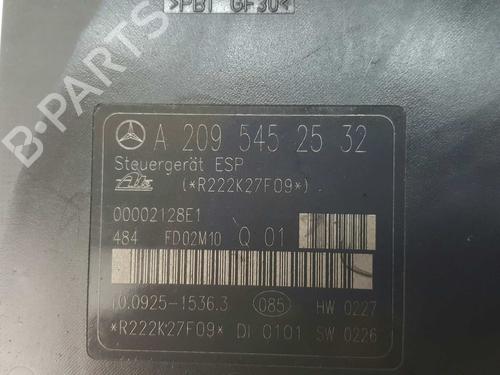 >PBT GF30<
A 209 545 25 32
Steuergerät ESP
Ate (*R222K27F09*)
00002128E1
484 FD02M10 Q 01
10.0925-1536.3 085 HW 0227
*R222K27F09* DI 0101 SW 0226
B-PARTS